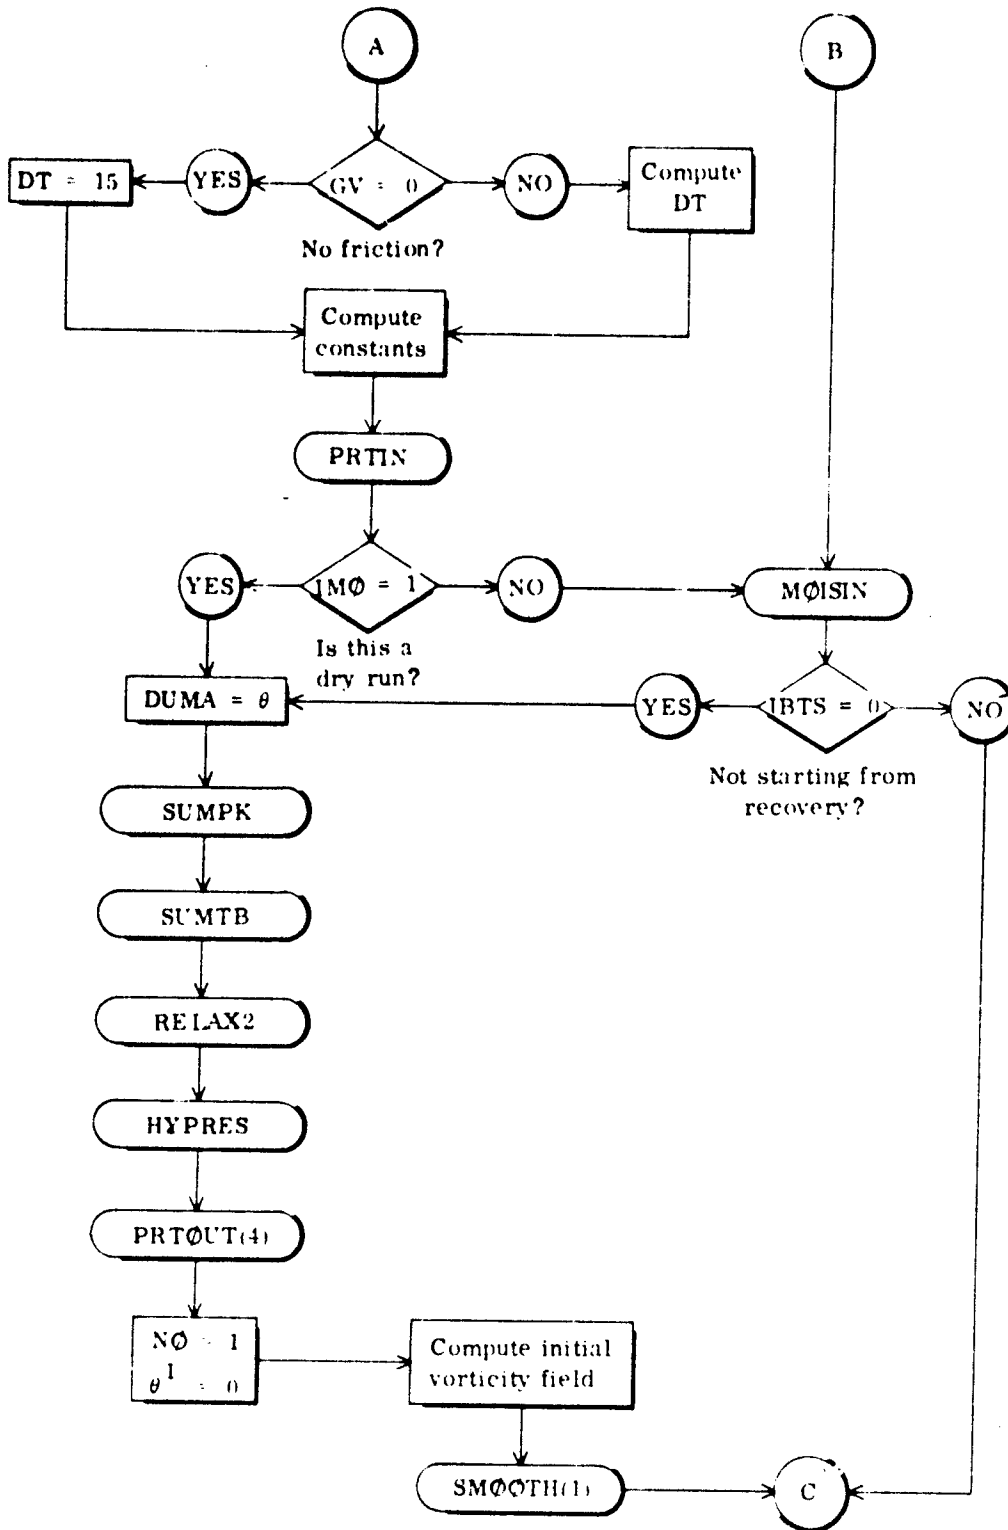 A
B
DT = 15
YES
GV = 0
NO
Compute
DT
No friction?
Compute
constants
PRTIN
YES
IMØ = 1
NO
MØISIN
Is this a
dry run?
DUMA = θ
YES
IBTS = 0
NO
Not starting from
recovery?
SUMPK
SUMTB
RELAX2
HYPRES
PRTØUT(4)
NØ = 1
θ¹ = 0
Compute initial
vorticity field
SMØØTH(1)
C